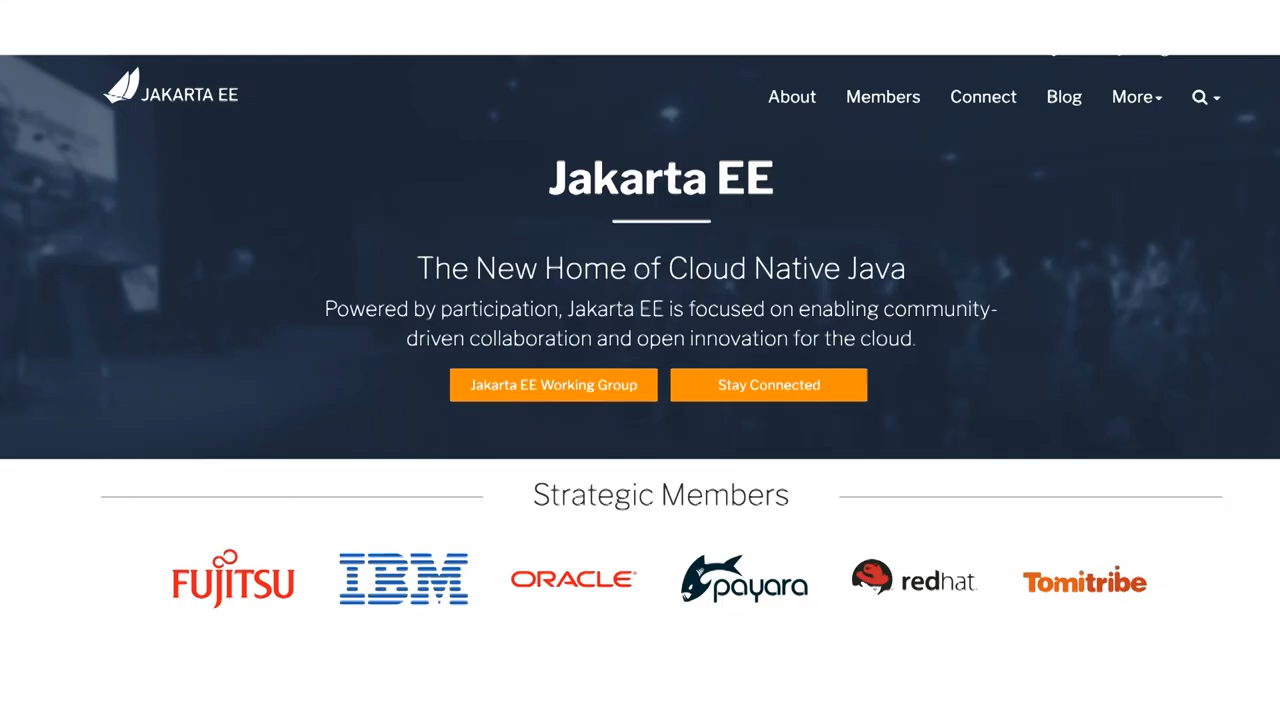 JAKARTA EE
About Members Connect Blog More
Jakarta EE
The New Home of Cloud Native Java
Powered by participation, Jakarta EE is focused on enabling community-
driven collaboration and open innovation for the cloud.
Jakarta EE Working Group Stay Connected
Strategic Members
FUJITSU IBM ORACLE payara redhat. Tomitribe